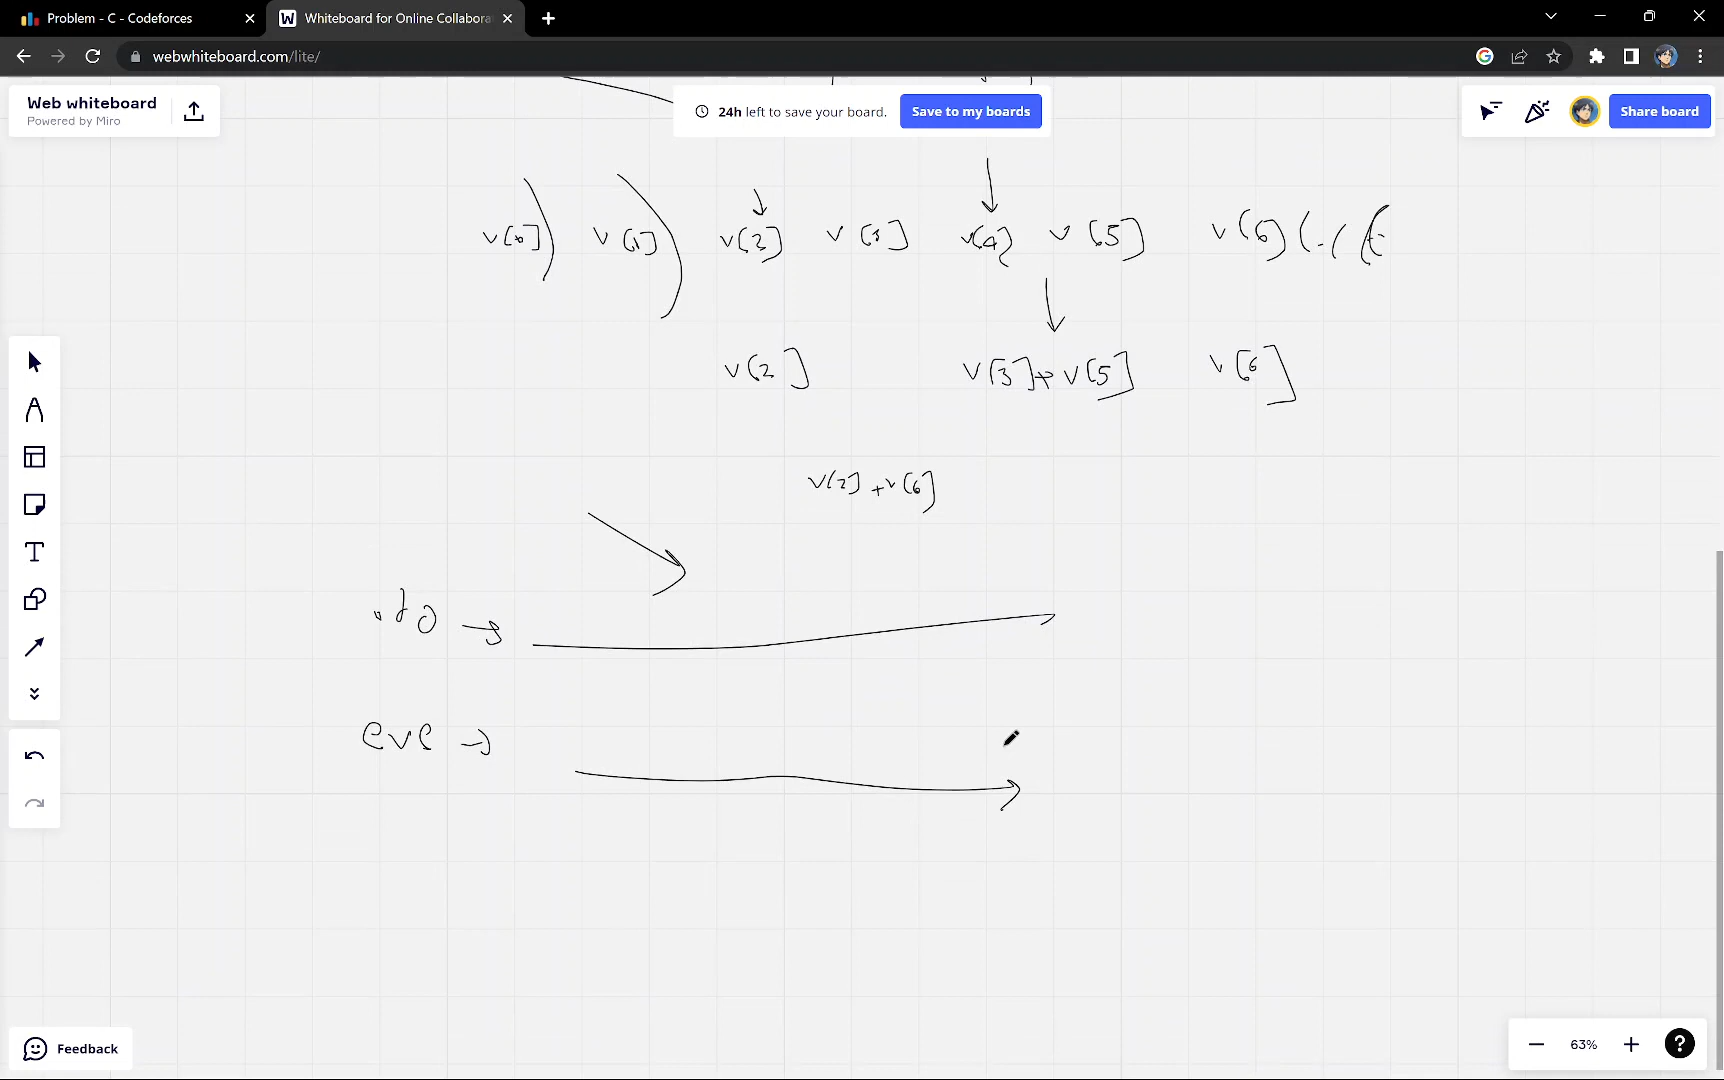 Problem - C - Codeforces
Whiteboard for Online Collabora
webwhiteboard.com/lite/
Web whiteboard
Powered by Miro
24h left to save your board.
Save to my boards
Share board
v[0] v[1] v[2] v[3] v[4] v[5] v[6]
v[2] v[3]+v[5] v[6]
v[2]+v[6]
eve →
Feedback
63%